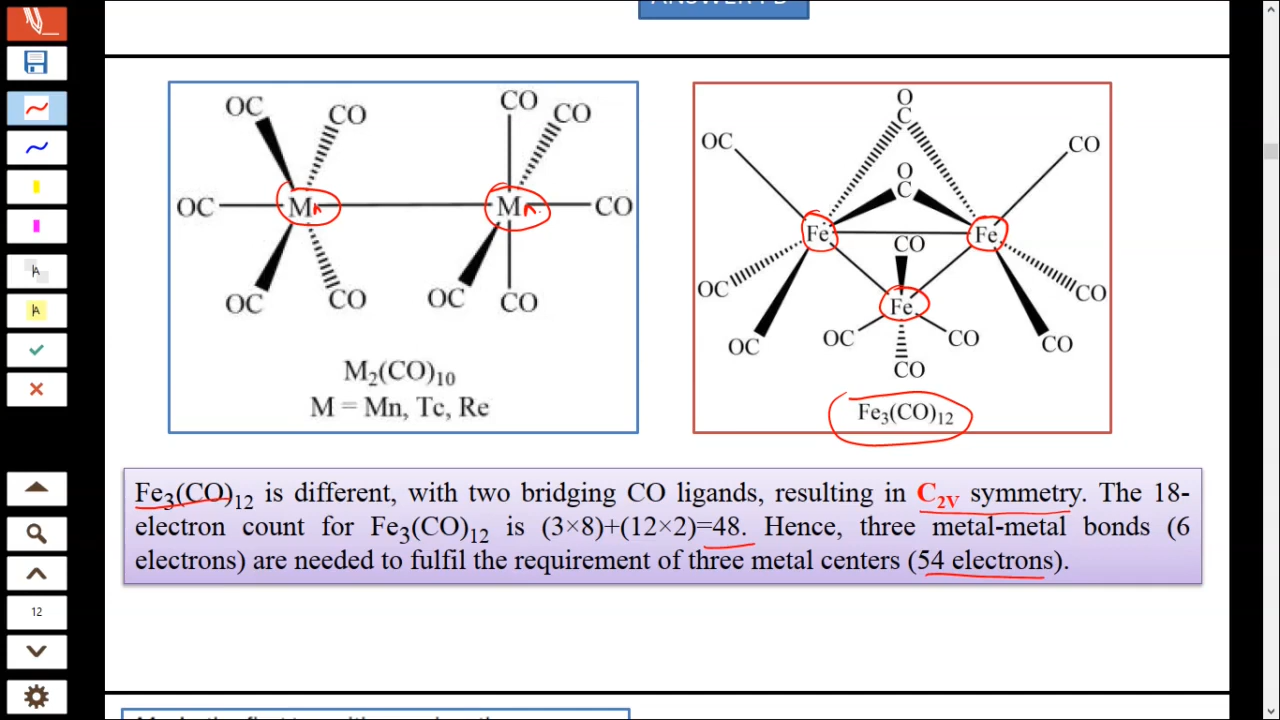 OC CO CO CO
OC M M CO
OC CO OC CO
M₂(CO)₁₀
M = Mn, Tc, Re
O
C
OC CO
O
C
Fe Fe
CO
OC CO
Fe
OC CO
OC CO
CO
Fe₃(CO)₁₂
Fe₃(CO)₁₂ is different, with two bridging CO ligands, resulting in C₂V symmetry. The 18-
electron count for Fe₃(CO)₁₂ is (3×8)+(12×2)=48. Hence, three metal-metal bonds (6
electrons) are needed to fulfil the requirement of three metal centers (54 electrons).
12